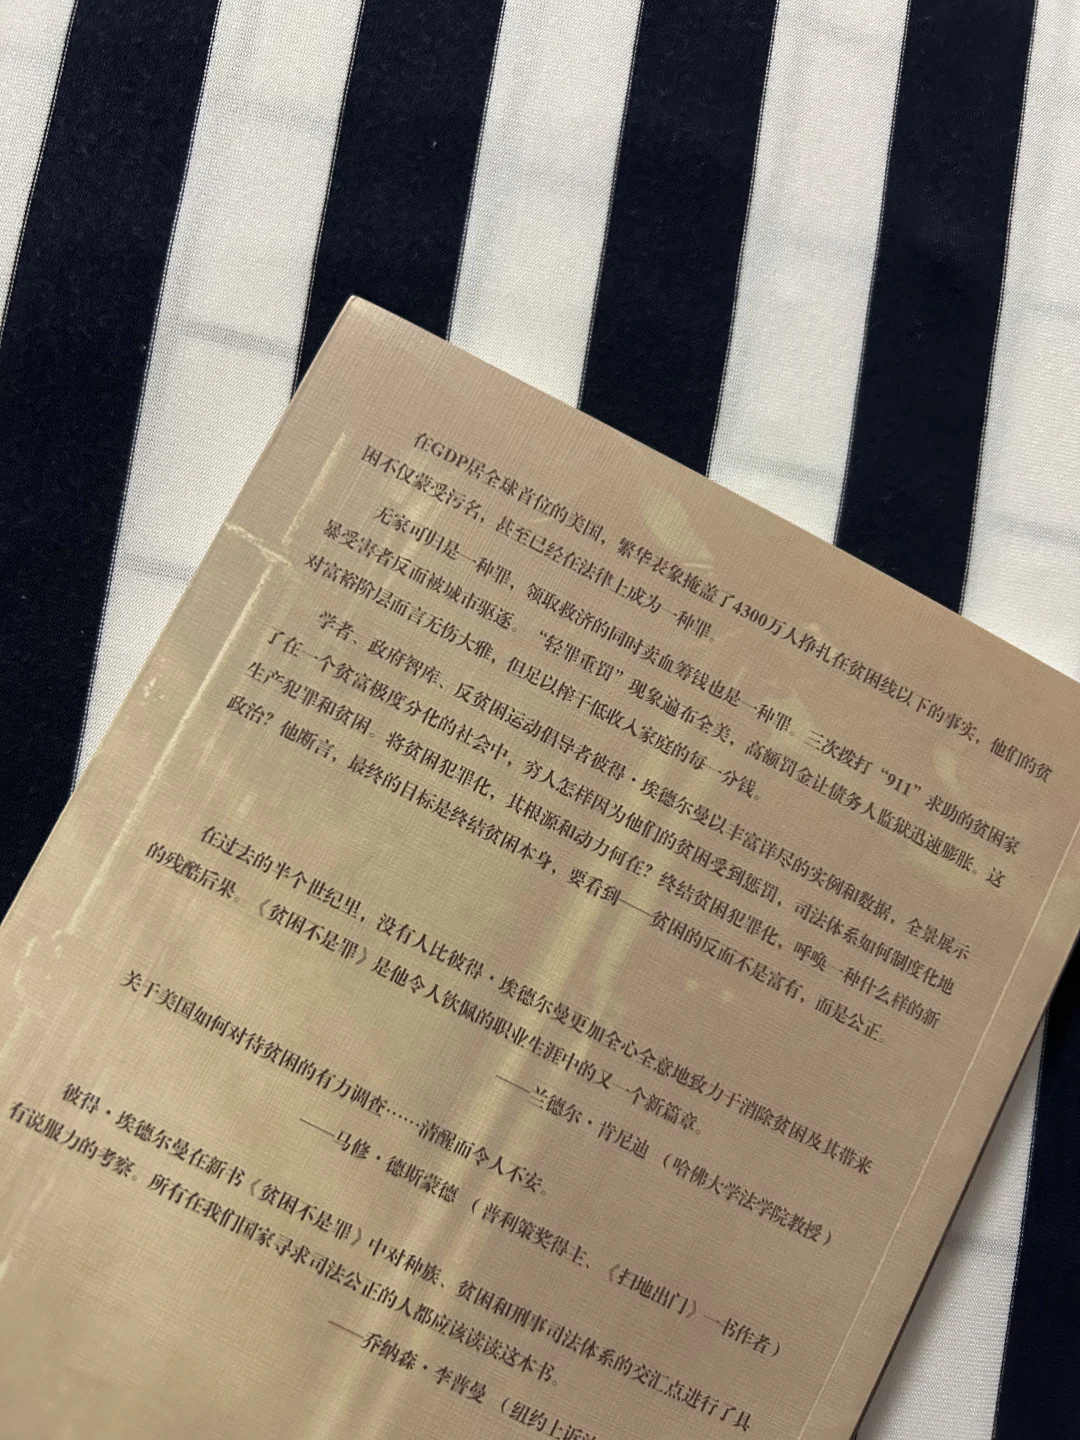 在GDP居全球首位的美国，繁华表象掩盖了4300万人挣扎在贫困线以下的事实，他们的贫
困不仅蒙受污名，甚至已经在法律上成为一种罪。
无家可归是一种罪，领取救济的同时卖血筹钱也是一种罪。三次拨打“911”求助的贫困家
暴受害者反而被城市驱逐。“轻罪重罚”现象遍布全美，高额罚金让债务人监狱迅速膨胀。这
对富裕阶层而言无伤大雅，但足以榨干低收入家庭的每一分钱。
学者、政府智库、反贫困运动倡导者彼得·埃德尔曼以丰富详尽的实例和数据，全景展示
了在一个贫富极度分化的社会中，穷人怎样因为他们的贫困受到惩罚，司法体系如何制度化地
生产犯罪和贫困。将贫困犯罪化，其根源和动力何在？终结贫困犯罪化，呼唤一种什么样的新
政治？他断言，最终的目标是终结贫困本身，要看到——贫困的反面不是富有，而是公正。
在过去的半个世纪里，没有人比彼得·埃德尔曼更加全心全意地致力于消除贫困及其带来
的残酷后果。《贫困不是罪》是他令人钦佩的职业生涯中的又一个新篇章。
——兰德尔·肯尼迪（哈佛大学法学院教授）
关于美国如何对待贫困的有力调查……清醒而令人不安。
——马修·德斯蒙德（普利策奖得主、《扫地出门》一书作者）
彼得·埃德尔曼在新书《贫困不是罪》中对种族、贫困和刑事司法体系的交汇点进行了具
有说服力的考察。所有在我们国家寻求司法公正的人都应该读读这本书。
——乔纳森·李普曼（纽约上诉